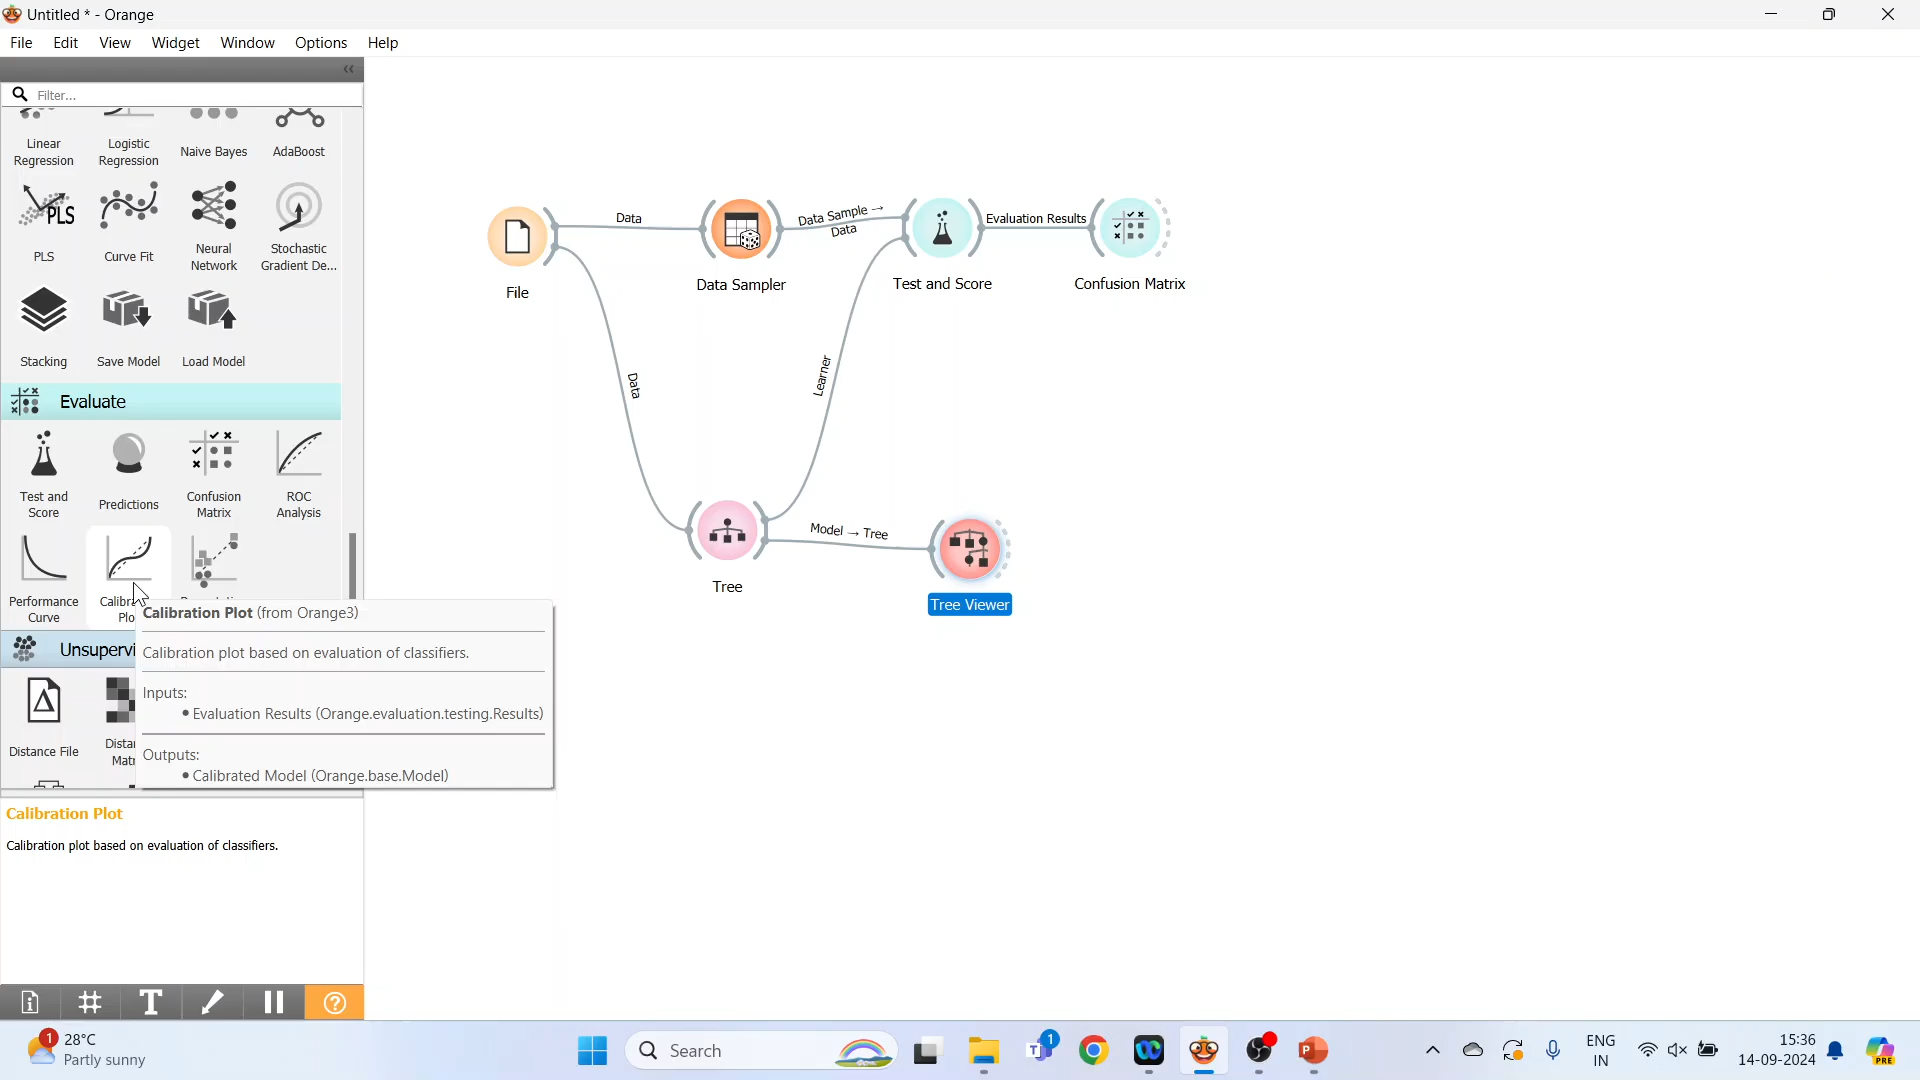 Untitled * - Orange
File Edit View Widget Window Options Help
Filter...
Linear Regression
Logistic Regression
Naive Bayes
AdaBoost
PLS
PLS
Curve Fit
Neural Network
Stochastic Gradient De...
Stacking
Save Model
Load Model
Evaluate
Test and Score
Predictions
Confusion Matrix
ROC Analysis
Performance Curve
Unsupervi
Distance File
Calibration Plot (from Orange3)
Calibration plot based on evaluation of classifiers.
Inputs:
• Evaluation Results (Orange.evaluation.testing.Results)
Outputs:
• Calibrated Model (Orange.base.Model)
Calibration Plot
Calibration plot based on evaluation of classifiers.
File
Data
Data Sampler
Data Sample → Data
Test and Score
Evaluation Results
Confusion Matrix
Data
Learner
Tree
Model → Tree
Tree Viewer
1
28°C
Partly sunny
Search
1
PRE
ENG
IN
15:36
14-09-2024